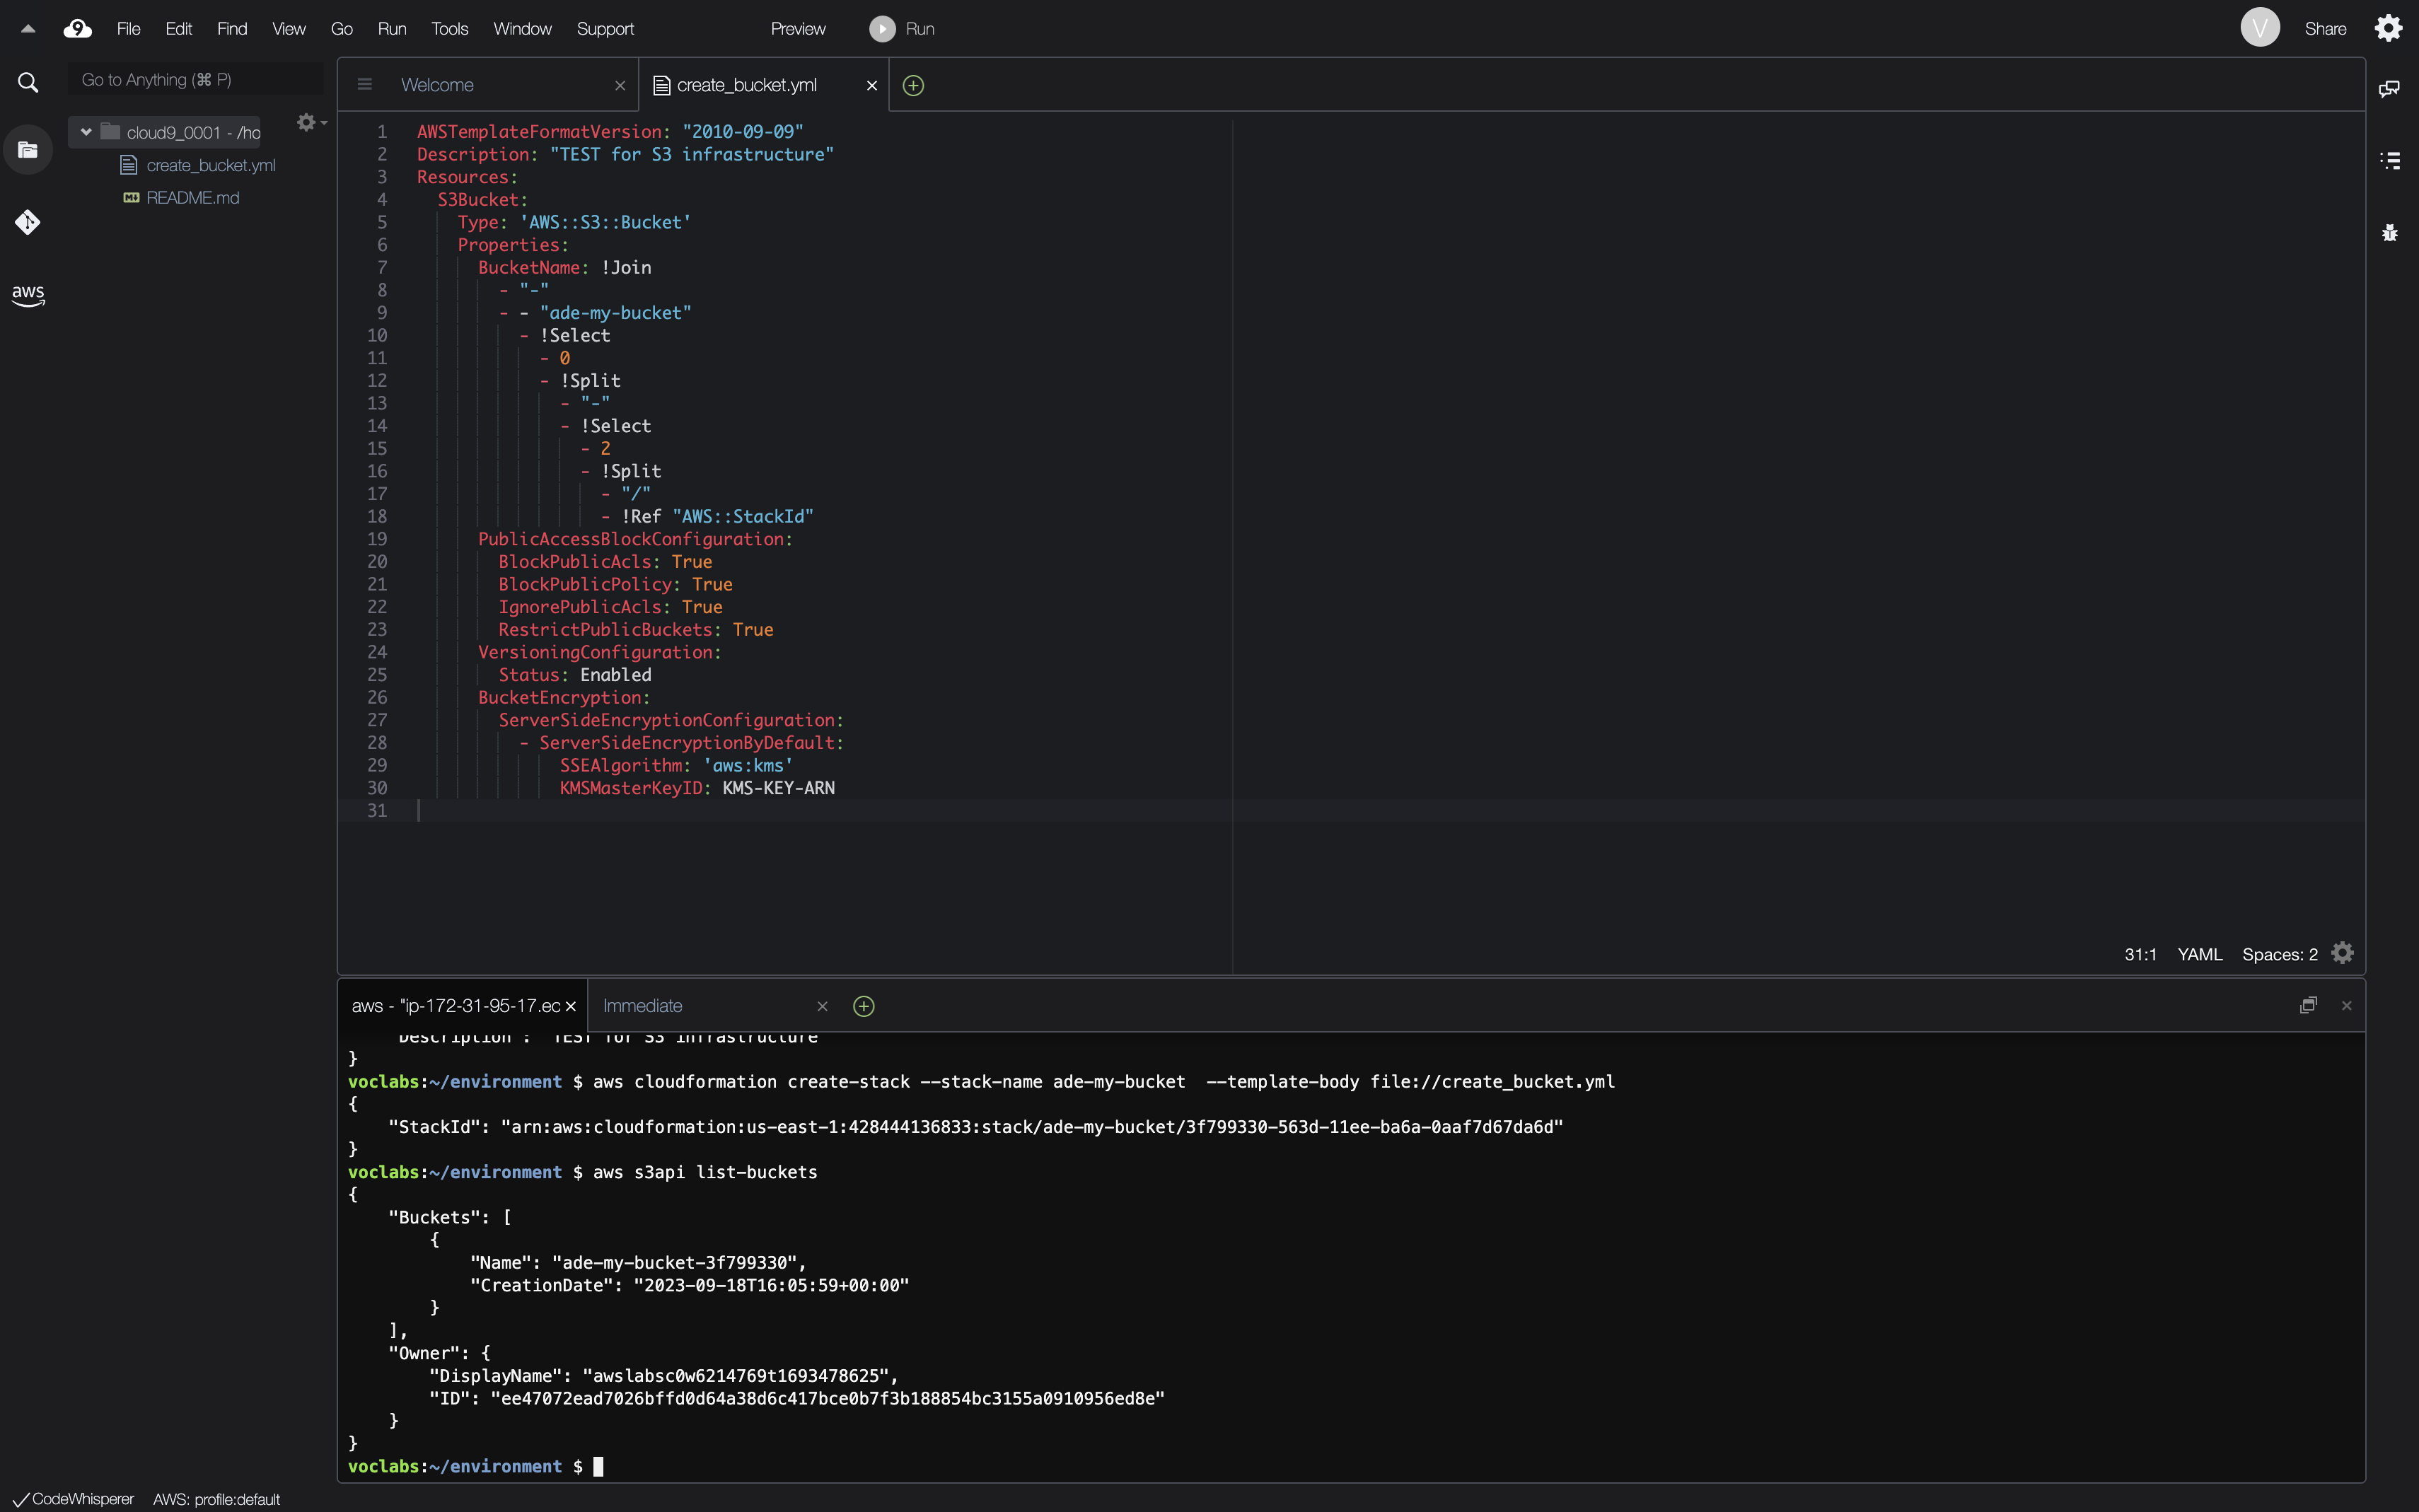 File Edit Find View Go Run Tools Window Support Preview Run V Share
Go to Anything (⌘ P)
cloud9_0001 - /ho
create_bucket.yml
README.md
aws
Welcome
create_bucket.yml
1 AWSTemplateFormatVersion: "2010-09-09"
2 Description: "TEST for S3 infrastructure"
3 Resources:
4   S3Bucket:
5     Type: 'AWS::S3::Bucket'
6     Properties:
7       BucketName: !Join
8         - "-"
9         - - "ade-my-bucket"
10           - !Select
11             - 0
12             - !Split
13               - "-"
14               - !Select
15                 - 2
16                 - !Split
17                   - "/"
18                   - !Ref "AWS::StackId"
19       PublicAccessBlockConfiguration:
20         BlockPublicAcls: True
21         BlockPublicPolicy: True
22         IgnorePublicAcls: True
23         RestrictPublicBuckets: True
24       VersioningConfiguration:
25         Status: Enabled
26       BucketEncryption:
27         ServerSideEncryptionConfiguration:
28           - ServerSideEncryptionByDefault:
29               SSEAlgorithm: 'aws:kms'
30               KMSMasterKeyID: KMS-KEY-ARN
31
31:1 YAML Spaces: 2
aws - "ip-172-31-95-17.ec
Immediate
"Description": "TEST for S3 infrastructure"
}
voclabs:~/environment $ aws cloudformation create-stack --stack-name ade-my-bucket  --template-body file://create_bucket.yml
{
    "StackId": "arn:aws:cloudformation:us-east-1:428444136833:stack/ade-my-bucket/3f799330-563d-11ee-ba6a-0aaf7d67da6d"
}
voclabs:~/environment $ aws s3api list-buckets
{
    "Buckets": [
        {
            "Name": "ade-my-bucket-3f799330",
            "CreationDate": "2023-09-18T16:05:59+00:00"
        }
    ],
    "Owner": {
        "DisplayName": "awslabsc0w6214769t1693478625",
        "ID": "ee47072ead7026bffd0d64a38d6c417bce0b7f3b188854bc3155a0910956ed8e"
    }
}
voclabs:~/environment $
CodeWhisperer AWS: profile:default